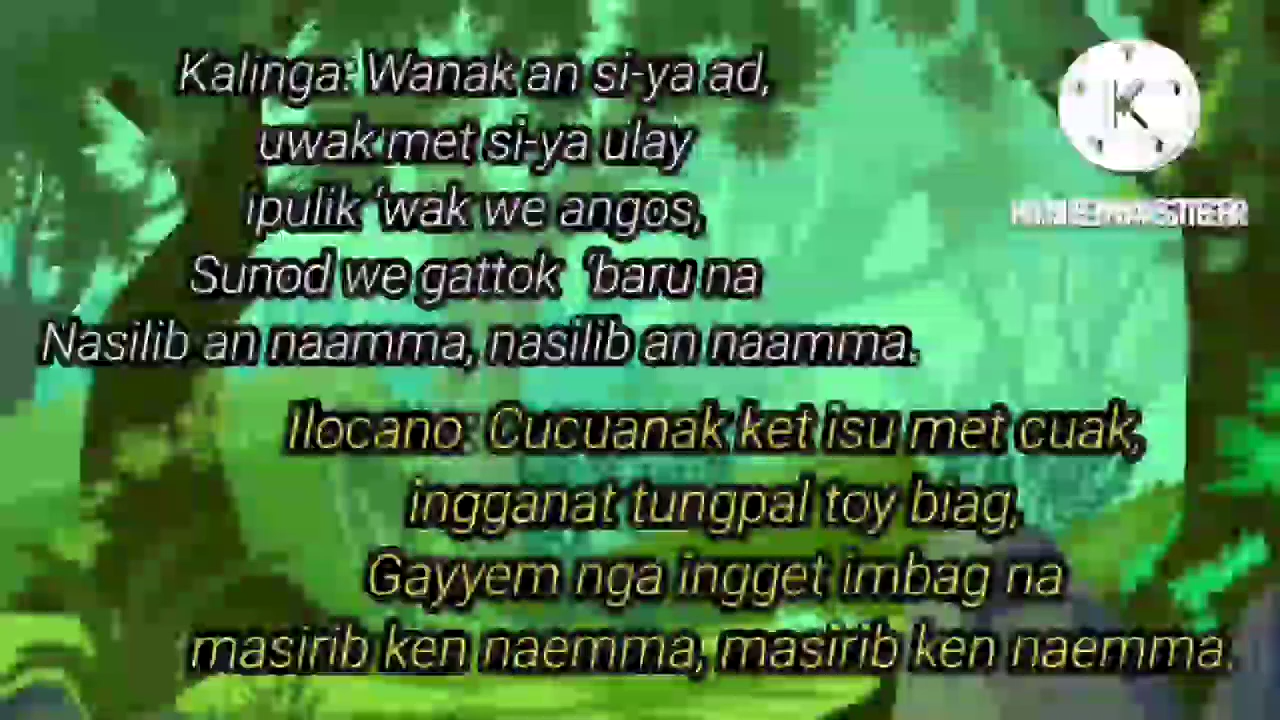 Kalinga: Wanak an si-ya ad,
uwak met si-ya ulay
ipulik ‘wak we angos,
Sunod we gattok ‘baru na
Nasilib an naamma, nasilib an naamma.
Ilocano: Cucuanak ket isu met cuak,
ingganat tungpal toy biag,
Gayyem nga ingget imbag na
masirib ken naemma, masirib ken naemma.
K